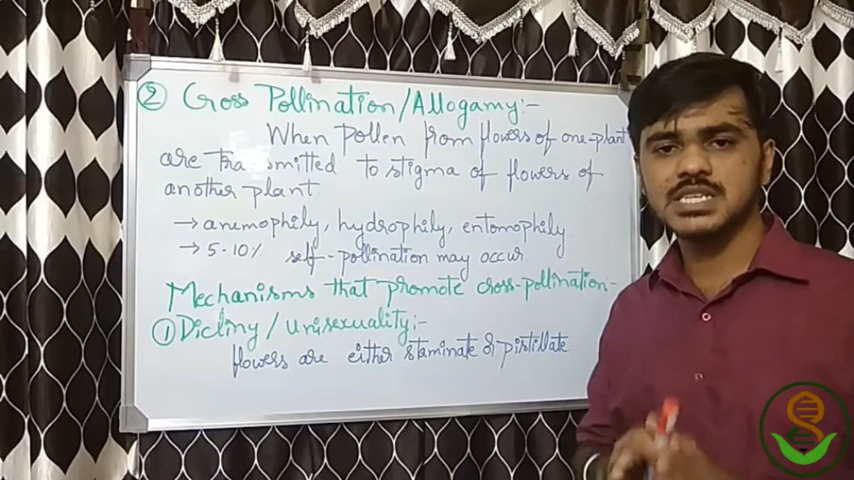 ② Cross Pollination/Allogamy:-
When pollen from flowers of one plant
are transmitted to stigma of flowers of
another plant.
→ anemophily, hydrophily, entomophily
→ 5-10% self-pollination may occur
Mechanisms that promote cross-pollination-
① Dicliny/unisexuality:-
flowers are either staminate or pistillate